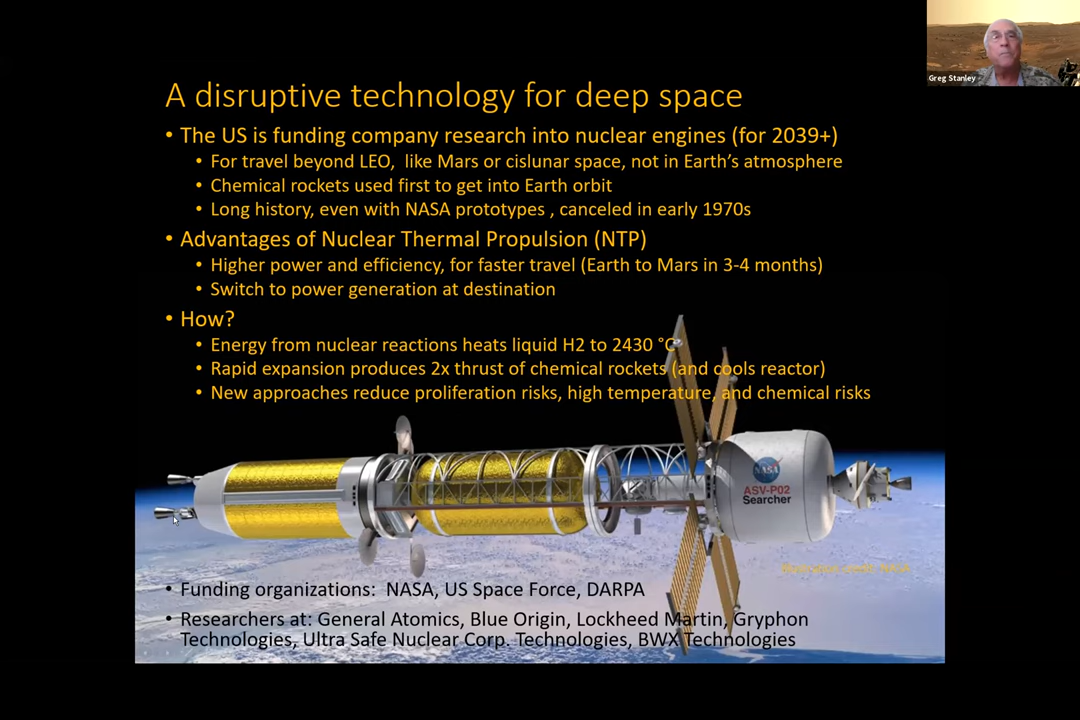 Greg Stanley
A disruptive technology for deep space
• The US is funding company research into nuclear engines (for 2039+)
• For travel beyond LEO, like Mars or cislunar space, not in Earth's atmosphere
• Chemical rockets used first to get into Earth orbit
• Long history, even with NASA prototypes , canceled in early 1970s
• Advantages of Nuclear Thermal Propulsion (NTP)
• Higher power and efficiency, for faster travel (Earth to Mars in 3-4 months)
• Switch to power generation at destination
• How?
• Energy from nuclear reactions heats liquid H2 to 2430 °C
• Rapid expansion produces 2x thrust of chemical rockets (and cools reactor)
• New approaches reduce proliferation risks, high temperature, and chemical risks
NASA
ASV-P02
Searcher
Illustration credit: NASA
• Funding organizations: NASA, US Space Force, DARPA
• Researchers at: General Atomics, Blue Origin, Lockheed Martin, Gryphon
Technologies, Ultra Safe Nuclear Corp. Technologies, BWX Technologies